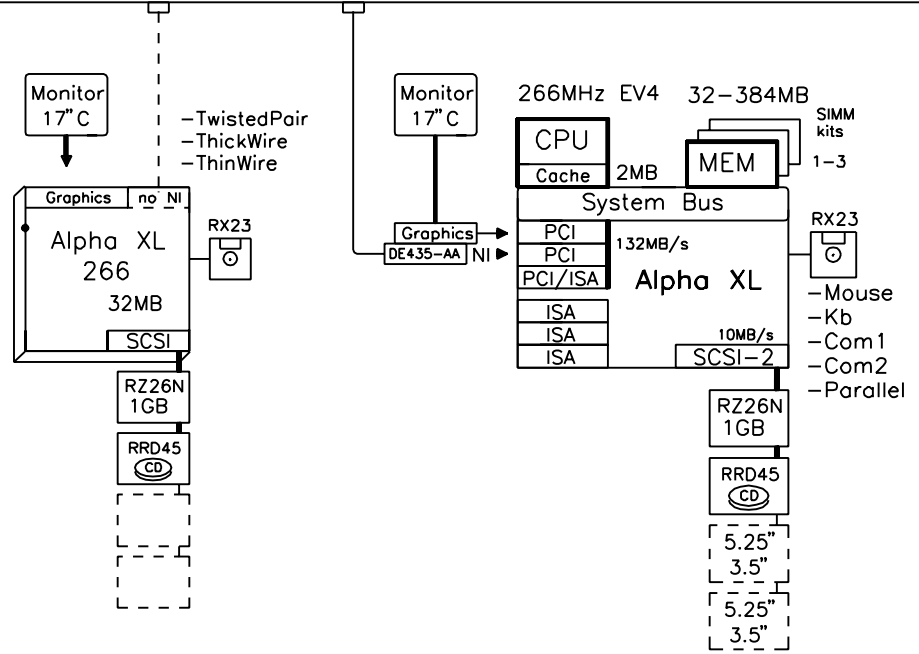 Monitor
17"C
-TwistedPair
-ThickWire
-ThinWire
Graphics
no NI
Alpha XL
266
32MB
SCSI
RX23
RZ26N
1GB
RRD45
CD
Monitor
17"C
Graphics
DE435-AA
NI
266MHz EV4
32-384MB
CPU
Cache
2MB
MEM
SIMM
kits
1-3
System Bus
PCI
PCI
PCI/ISA
132MB/s
Alpha XL
ISA
ISA
ISA
10MB/s
SCSI-2
RX23
-Mouse
-Kb
-Com1
-Com2
-Parallel
RZ26N
1GB
RRD45
CD
5.25"
3.5"
5.25"
3.5"